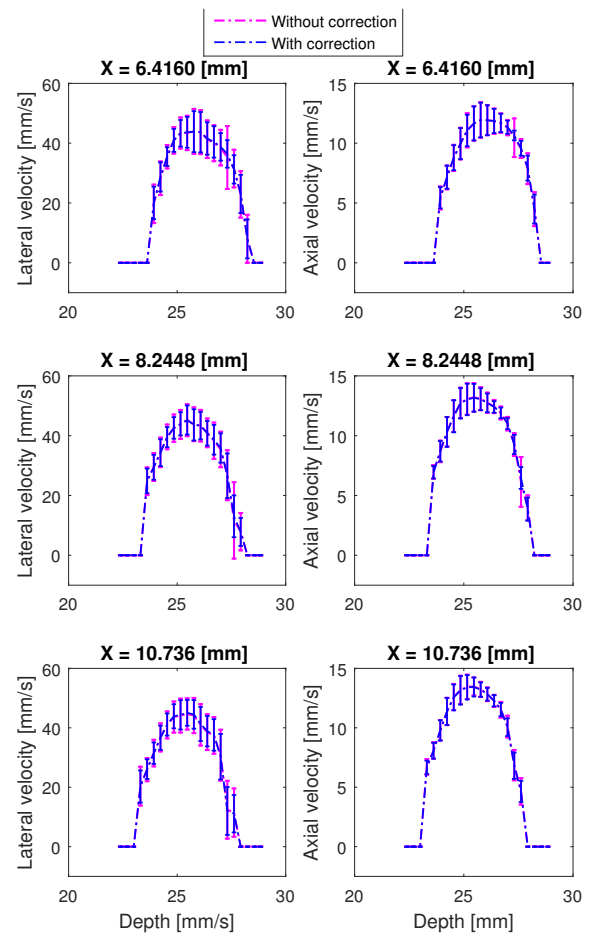 Without correction
With correction
X = 6.4160 [mm]
X = 6.4160 [mm]
Lateral velocity [mm/s]
60
40
20
0
20
25
30
Axial velocity [mm/s]
15
10
5
0
20
25
30
X = 8.2448 [mm]
X = 8.2448 [mm]
Lateral velocity [mm/s]
60
40
20
0
20
25
30
Axial velocity [mm/s]
15
10
5
0
20
25
30
X = 10.736 [mm]
X = 10.736 [mm]
Lateral velocity [mm/s]
60
40
20
0
20
25
30
Depth [mm/s]
Axial velocity [mm/s]
15
10
5
0
20
25
30
Depth [mm]